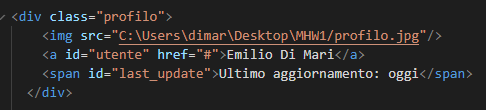 <div class="profilo">
<img src="C:\Users\dimar\Desktop\MHW1/profilo.jpg"/>
<a id="utente" href="#">Emilio Di Mari</a>
<span id="last_update">Ultimo aggiornamento: oggi</span>
</div>